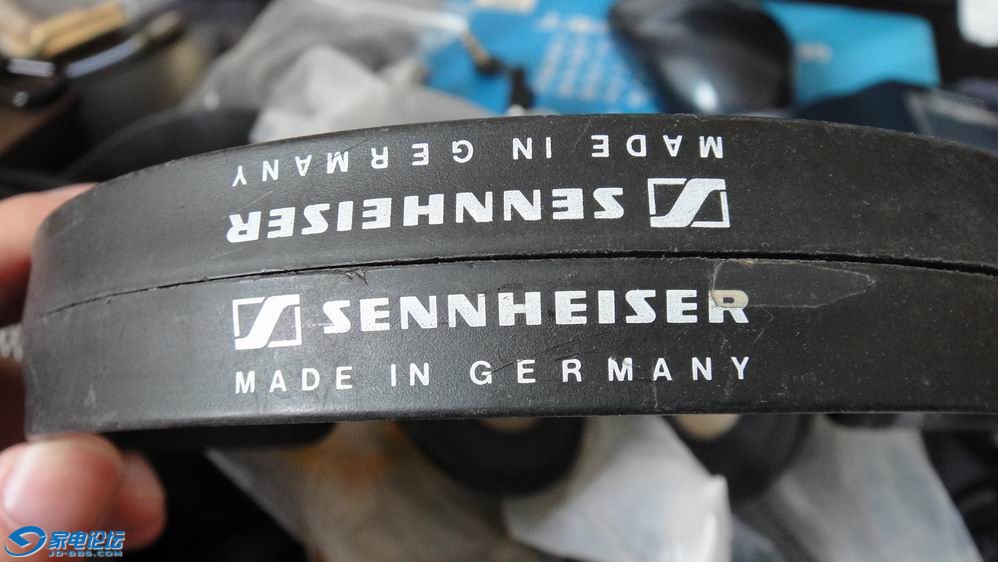 MADE IN GERMANY
SENNHEISER
SENNHEISER
MADE IN GERMANY
家电论坛
JD-BBS.COM